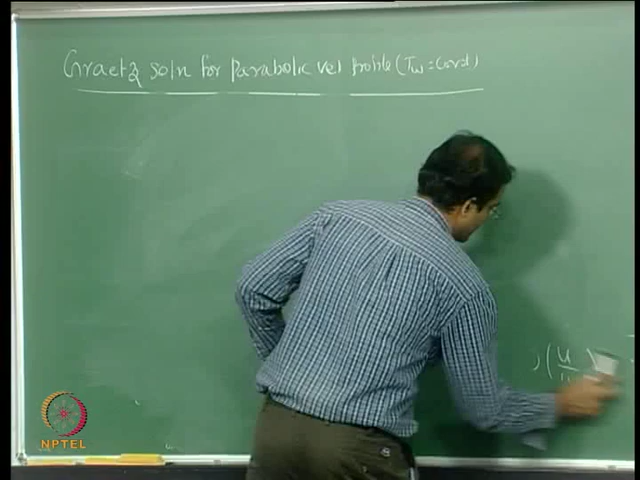 Graetz soln for parabolic vel profile (Tw = const)
(u
NPTEL